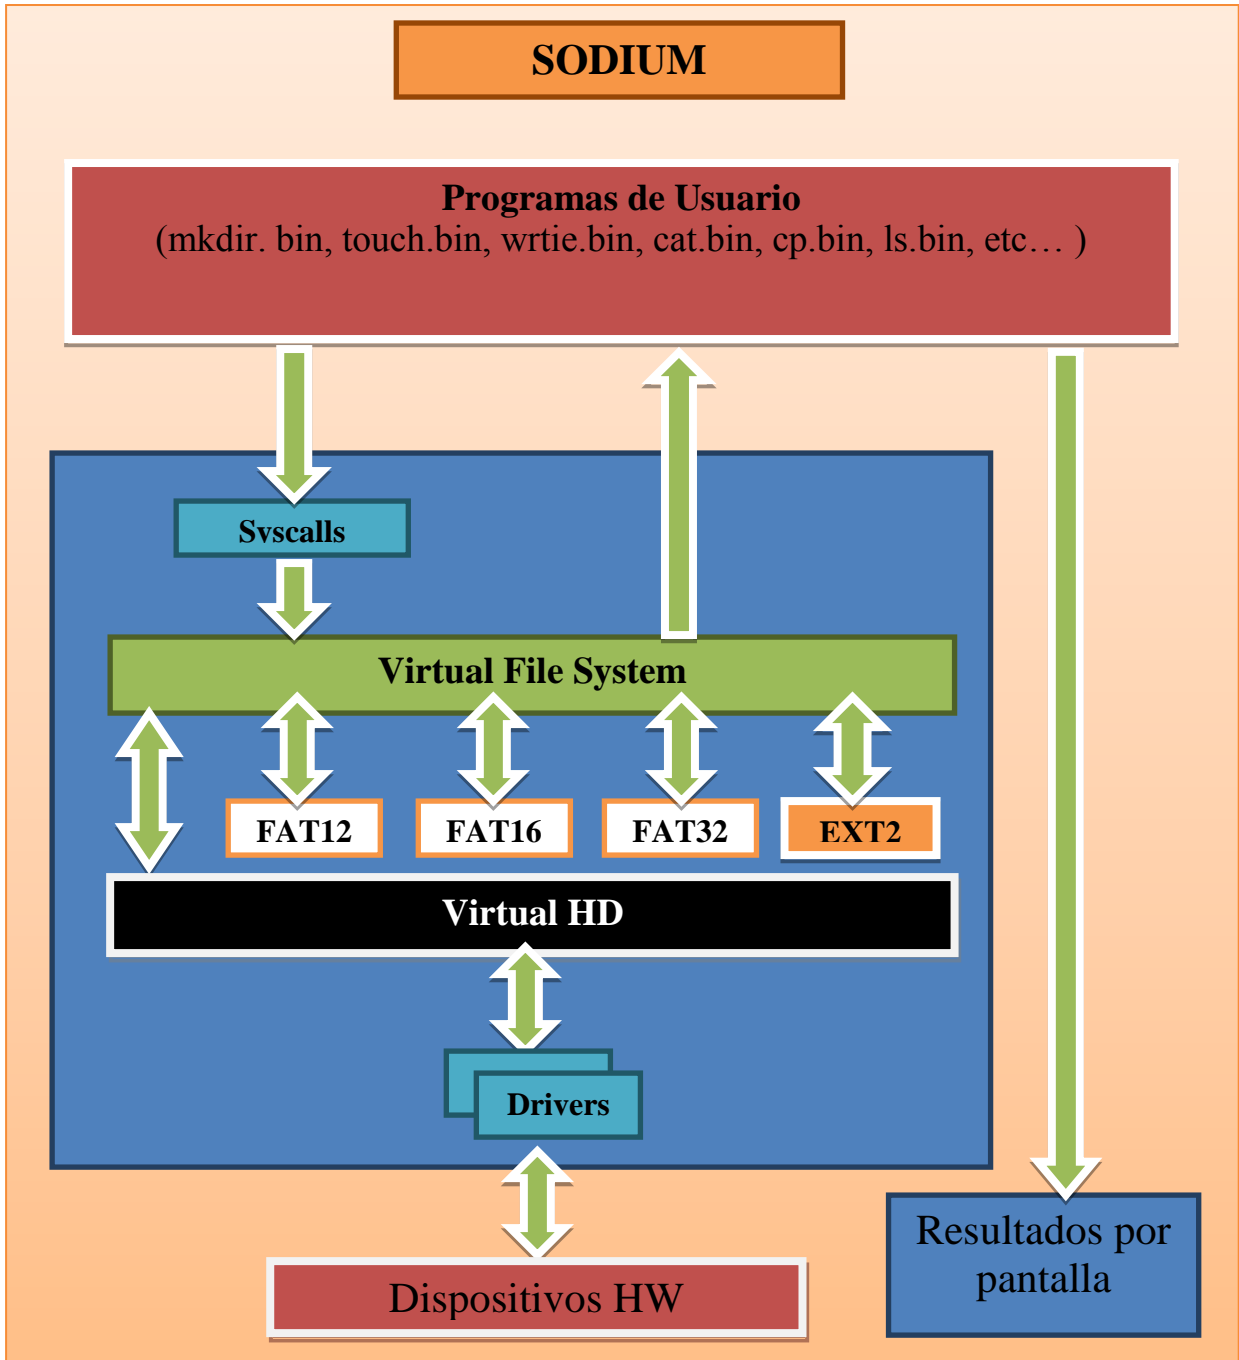 SODIUM
Programas de Usuario
(mkdir. bin, touch.bin, wrtie.bin, cat.bin, cp.bin, ls.bin, etc… )
Svscalls
Virtual File System
FAT12
FAT16
FAT32
EXT2
Virtual HD
Drivers
Resultados por
pantalla
Dispositivos HW